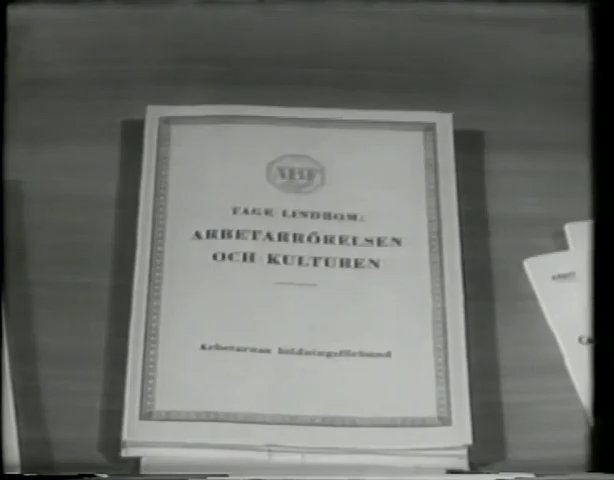 ABF
TAGE LINDBOM:
ARBETARRÖRELSEN
OCH KULTUREN
Arbetarnas bildningsförbund